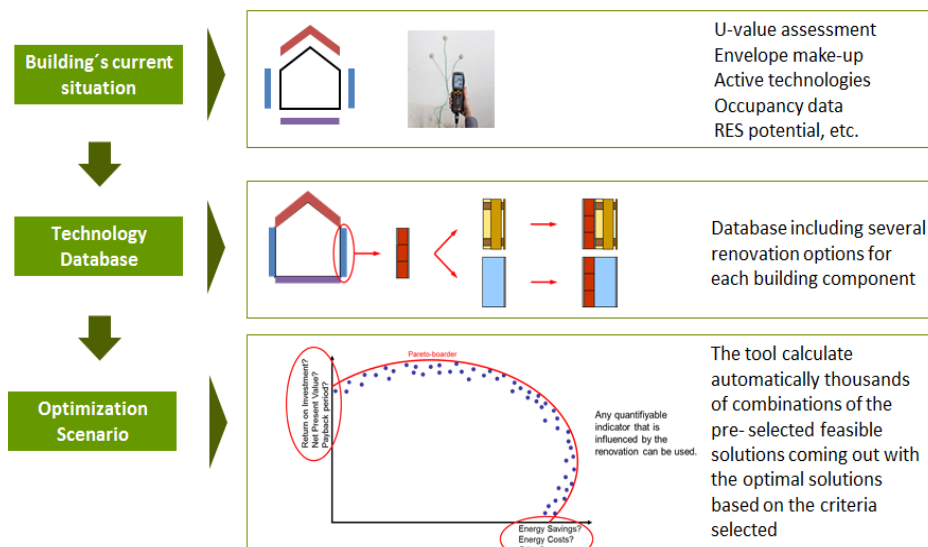 Building´s current
situation
U-value assessment
Envelope make-up
Active technologies
Occupancy data
RES potential, etc.
Technology
Database
Database including several
renovation options for
each building component
Optimization
Scenario
Return on Investment?
Net Present Value?
Payback period?
Pareto-boarder
Any quantifiyable
indicator that is
influenced by the
renovation can be used.
Energy Savings?
Energy Costs?
The tool calculate
automatically thousands
of combinations of the
pre- selected feasible
solutions coming out with
the optimal solutions
based on the criteria
selected